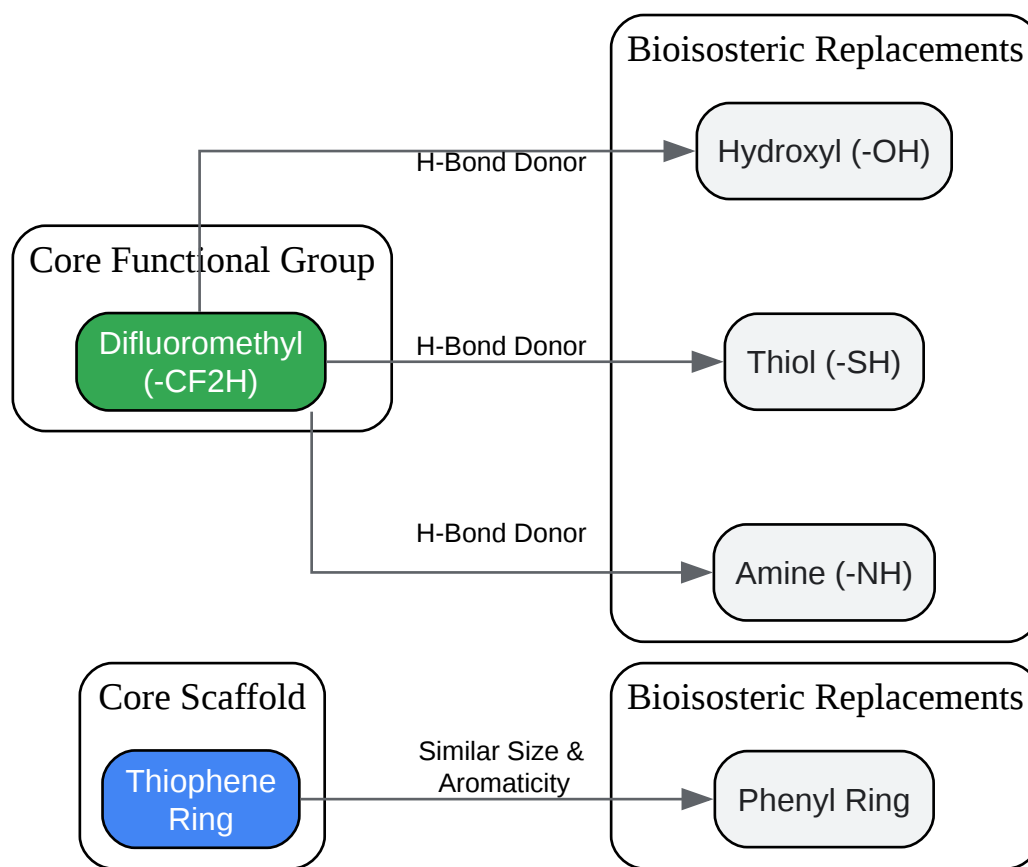 Bioisosteric Replacements
Hydroxyl (-OH)
H-Bond Donor
Core Functional Group
Difluoromethyl
(-CF2H)
H-Bond Donor
Thiol (-SH)
H-Bond Donor
Amine (-NH)
Core Scaffold
Bioisosteric Replacements
Thiophene
Ring
Similar Size &
Aromaticity
Phenyl Ring